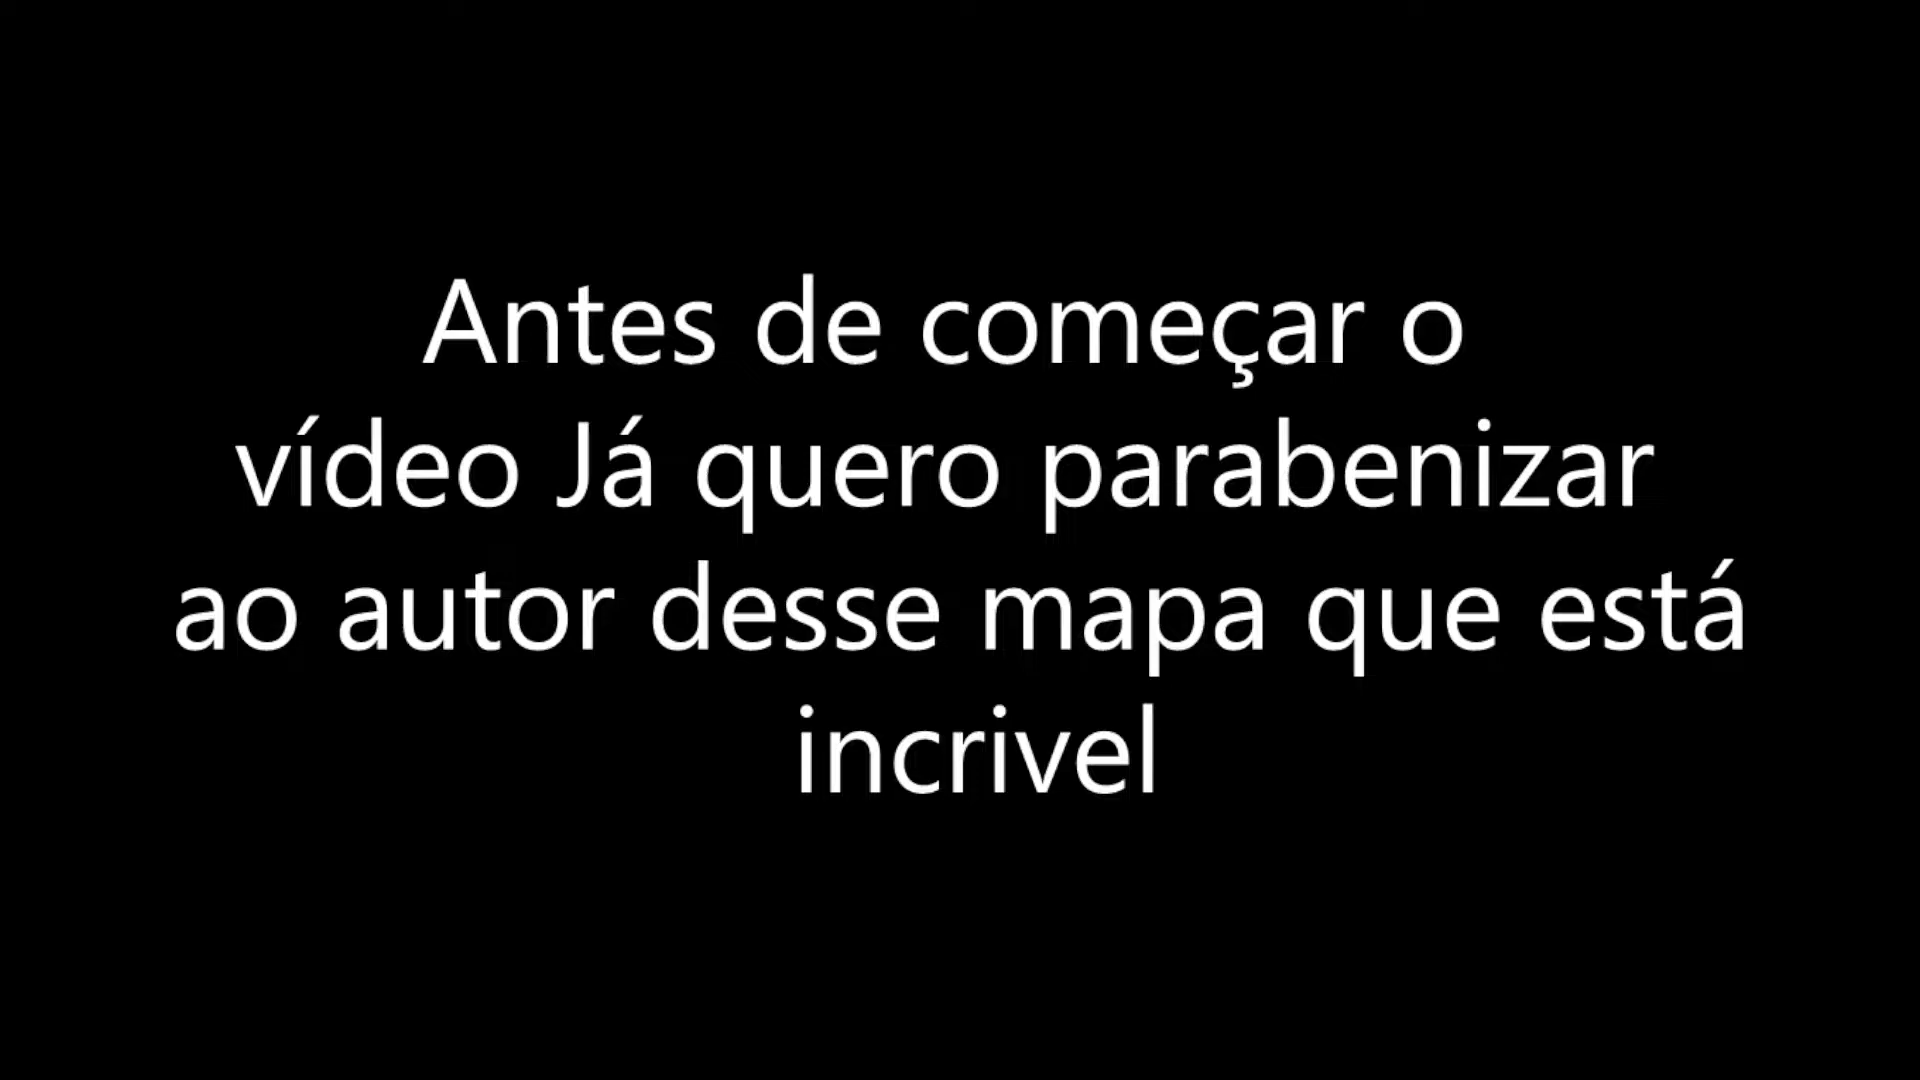 Antes de começar o
vídeo Já quero parabenizar
ao autor desse mapa que está
incrivel